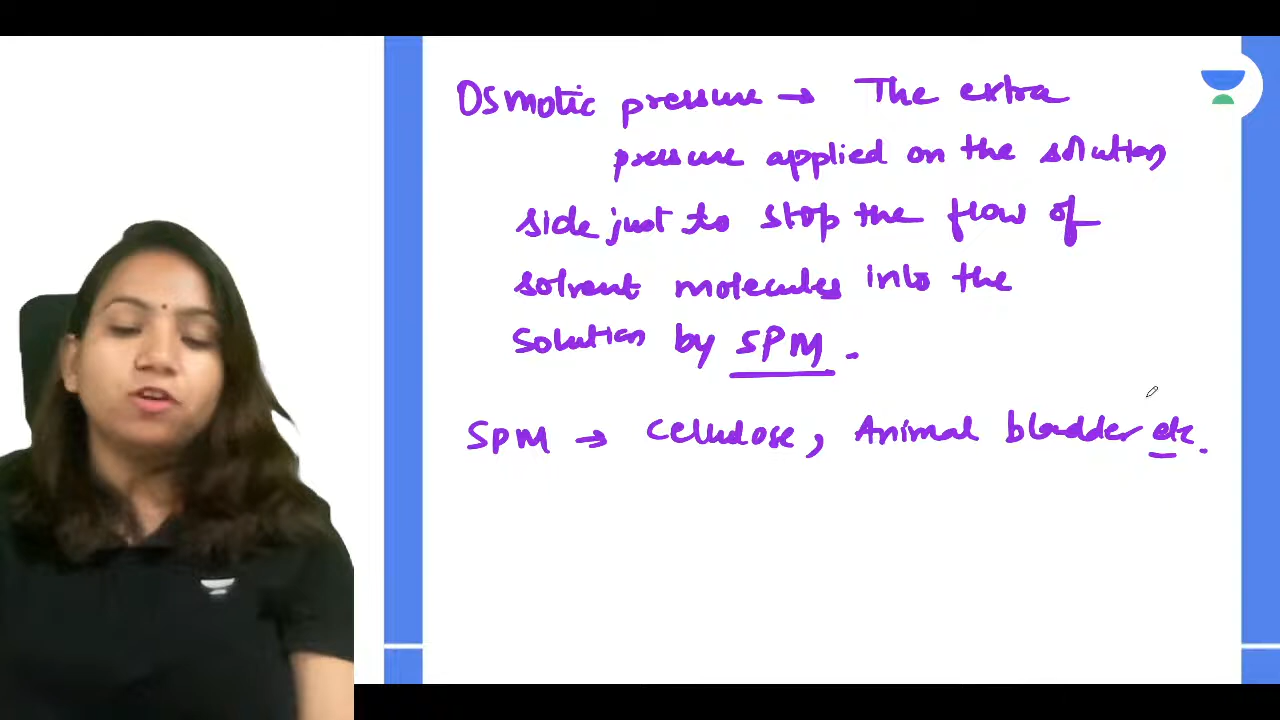 Osmotic pressure → The extra
pressure applied on the solution
side just to stop the flow of
solvent molecules into the
solution by SPM.
SPM → Cellulose, Animal bladder etc.